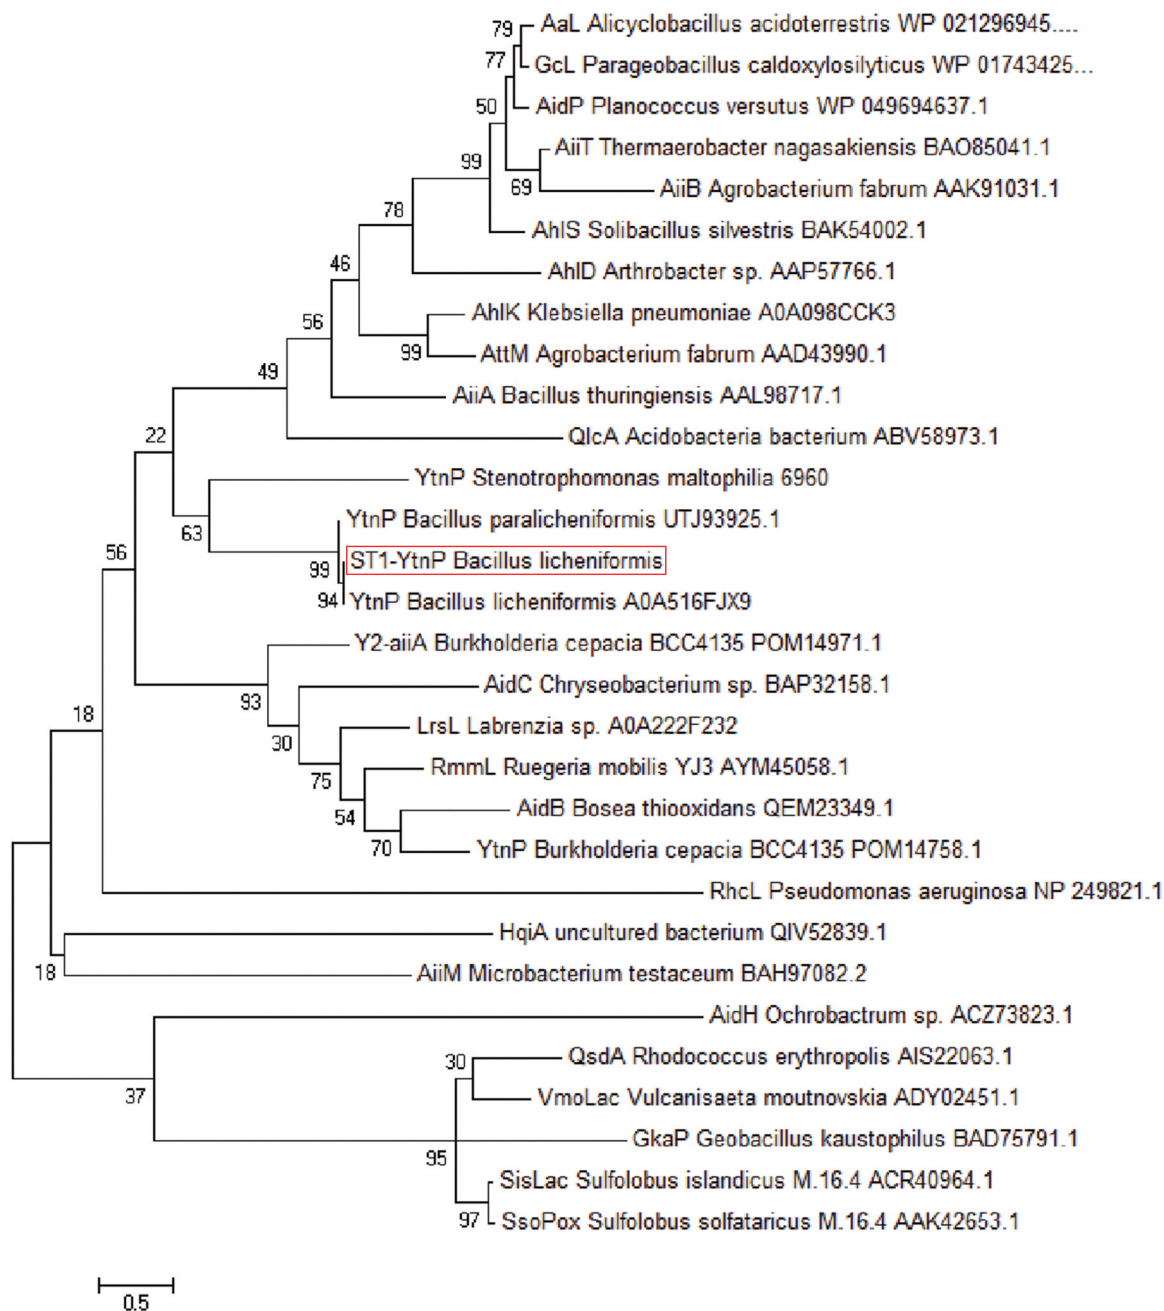 79
AaL Alicyclobacillus acidoterrestris WP 021296945....
77
GcL Parageobacillus caldoxylosilyticus WP 01743425...
50
AidP Planococcus versutus WP 049694637.1
AiiT Thermaerobacter nagasakiensis BAO85041.1
99
69
AiiB Agrobacterium fabrum AAK91031.1
78
AhlS Solibacillus silvestris BAK54002.1
46
AhlD Arthrobacter sp. AAP57766.1
AhlK Klebsiella pneumoniae A0A098CCK3
56
99
AttM Agrobacterium fabrum AAD43990.1
49
AiiA Bacillus thuringiensis AAL98717.1
22
QlcA Acidobacteria bacterium ABV58973.1
YtnP Stenotrophomonas maltophilia 6960
63
YtnP Bacillus paralicheniformis UTJ93925.1
56
99
ST1-YtnP Bacillus licheniformis
94
YtnP Bacillus licheniformis A0A516FJX9
Y2-aiiA Burkholderia cepacia BCC4135 POM14971.1
93
AidC Chryseobacterium sp. BAP32158.1
18
30
LrsL Labrenzia sp. A0A222F232
75
RmmL Ruegeria mobilis YJ3 AYM45058.1
54
AidB Bosea thiooxidans QEM23349.1
70
YtnP Burkholderia cepacia BCC4135 POM14758.1
RhcL Pseudomonas aeruginosa NP 249821.1
HqiA uncultured bacterium QIV52839.1
18
AiiM Microbacterium testaceum BAH97082.2
AidH Ochrobactrum sp. ACZ73823.1
30
QsdA Rhodococcus erythropolis AIS22063.1
37
VmoLac Vulcanisaeta moutnovskia ADY02451.1
95
GkaP Geobacillus kaustophilus BAD75791.1
SisLac Sulfolobus islandicus M.16.4 ACR40964.1
97
SsoPox Sulfolobus solfataricus M.16.4 AAK42653.1
0.5